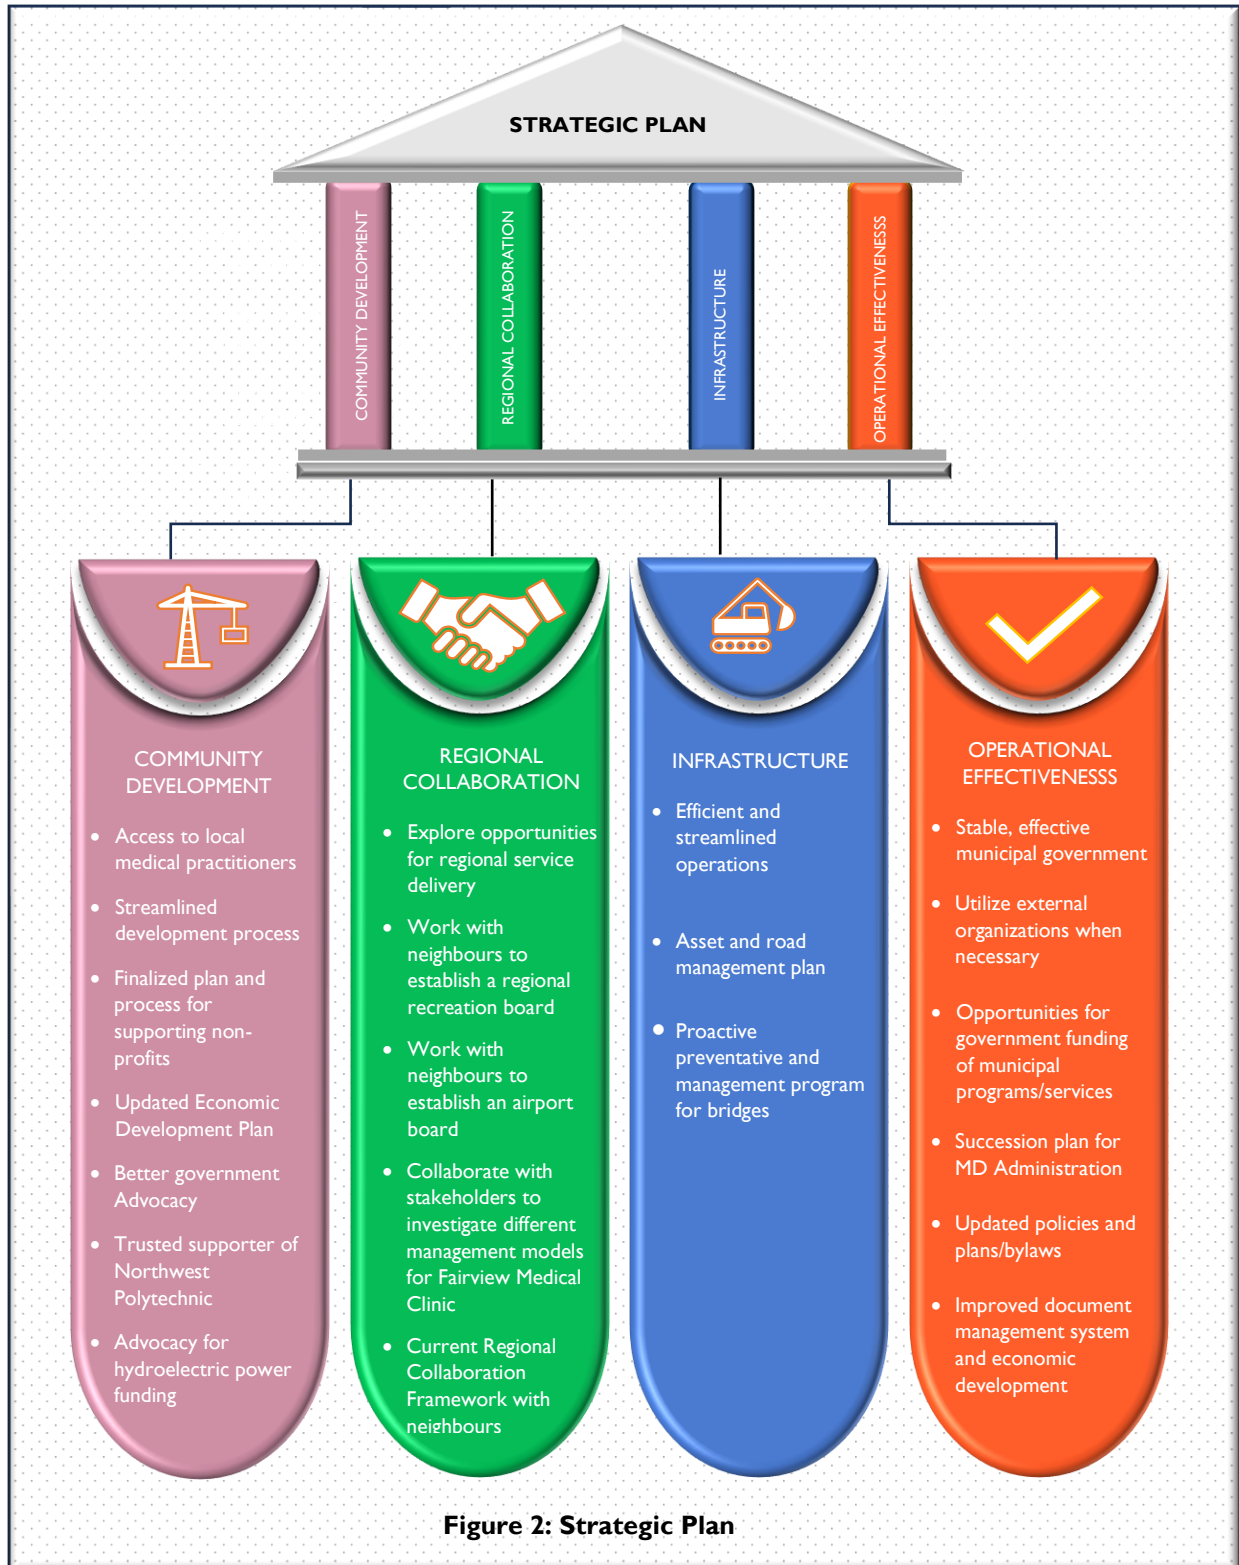 STRATEGIC PLAN
COMMUNITY DEVELOPMENT
REGIONAL COLLABORATION
INFRASTRUCTURE
OPERATIONAL EFFECTIVENESSS
COMMUNITY
DEVELOPMENT
• Access to local
medical practitioners
• Streamlined
development process
• Finalized plan and
process for
supporting non-
profits
• Updated Economic
Development Plan
• Better government
Advocacy
• Trusted supporter of
Northwest
Polytechnic
• Advocacy for
hydroelectric power
funding
REGIONAL
COLLABORATION
• Explore opportunities
for regional service
delivery
• Work with
neighbours to
establish a regional
recreation board
• Work with
neighbours to
establish an airport
board
• Collaborate with
stakeholders to
investigate different
management models
for Fairview Medical
Clinic
• Current Regional
Collaboration
Framework with
neighbours
INFRASTRUCTURE
• Efficient and
streamlined
operations
• Asset and road
management plan
• Proactive
preventative and
management program
for bridges
OPERATIONAL
EFFECTIVENESSS
• Stable, effective
municipal government
• Utilize external
organizations when
necessary
• Opportunities for
government funding
of municipal
programs/services
• Succession plan for
MD Administration
• Updated policies and
plans/bylaws
• Improved document
management system
and economic
development
Figure 2: Strategic Plan